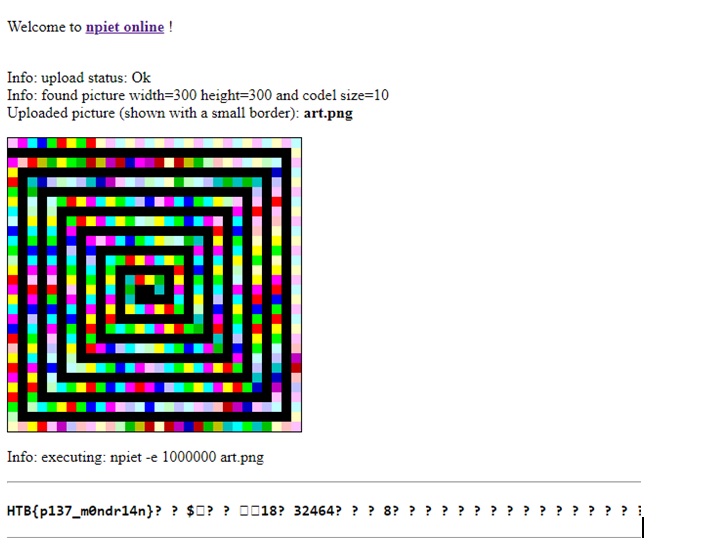 Welcome to npiet online !
Info: upload status: Ok
Info: found picture width=300 height=300 and codel size=10
Uploaded picture (shown with a small border): art.png
Info: executing: npiet -e 1000000 art.png
HTB{p137_m0ndr14n}? ? $□? ? □□18? 32464? ? ? 8? ? ? ? ? ? ? ? ? ? ? ? ? ? ? ?